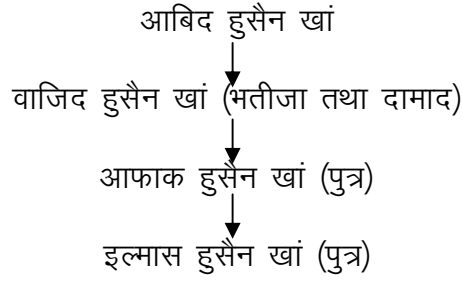 आबिद हुसैन खां
वाजिद हुसैन खां (भतीजा तथा दामाद)
आफाक हुसैन खां (पुत्र)
इल्मास हुसैन खां (पुत्र)